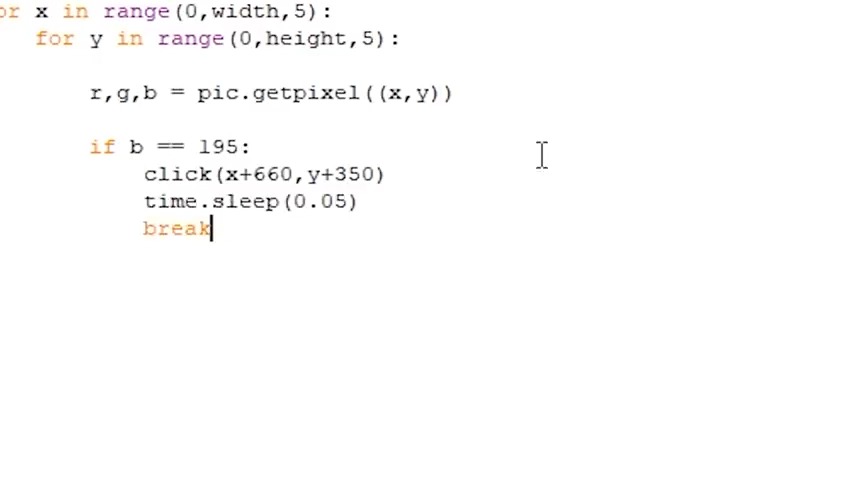 or x in range(0,width,5):
for y in range(0,height,5):
r,g,b = pic.getpixel((x,y))
if b == 195:
click(x+660,y+350)
time.sleep(0.05)
break